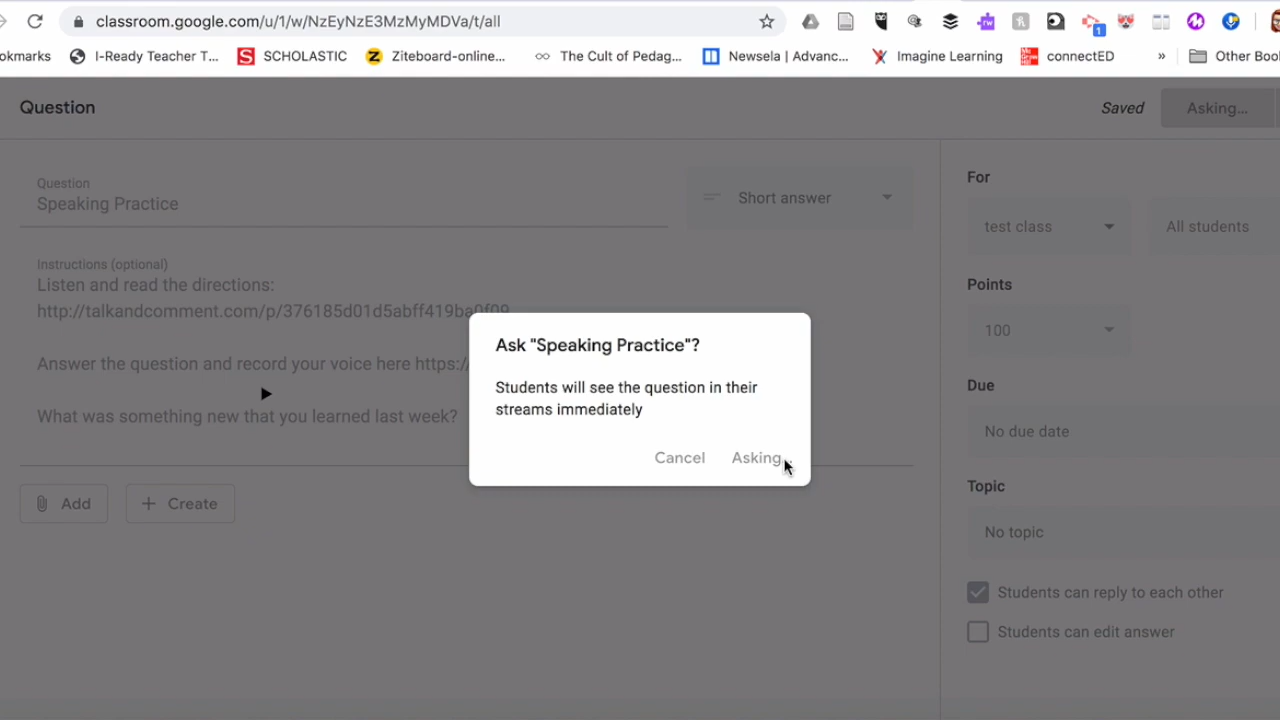 classroom.google.com/u/1/w/NzEyNzE3MzMyMDVa/t/all
1
okmarks
I-Ready Teacher T...
S SCHOLASTIC
Z Ziteboard-online...
The Cult of Pedag...
Newsela | Advanc...
Imagine Learning
connectED
»
Other Boo
Question
Saved
Asking...
Question
Speaking Practice
Short answer
Instructions (optional)
Listen and read the directions:
http://talkandcomment.com/p/376185d01d5abff419ba0f09
Answer the question and record your voice here https:/
What was something new that you learned last week?
Add
Create
For
test class
All students
Points
100
Due
No due date
Topic
No topic
Students can reply to each other
Students can edit answer
Ask "Speaking Practice"?
Students will see the question in their
streams immediately
Cancel
Asking...